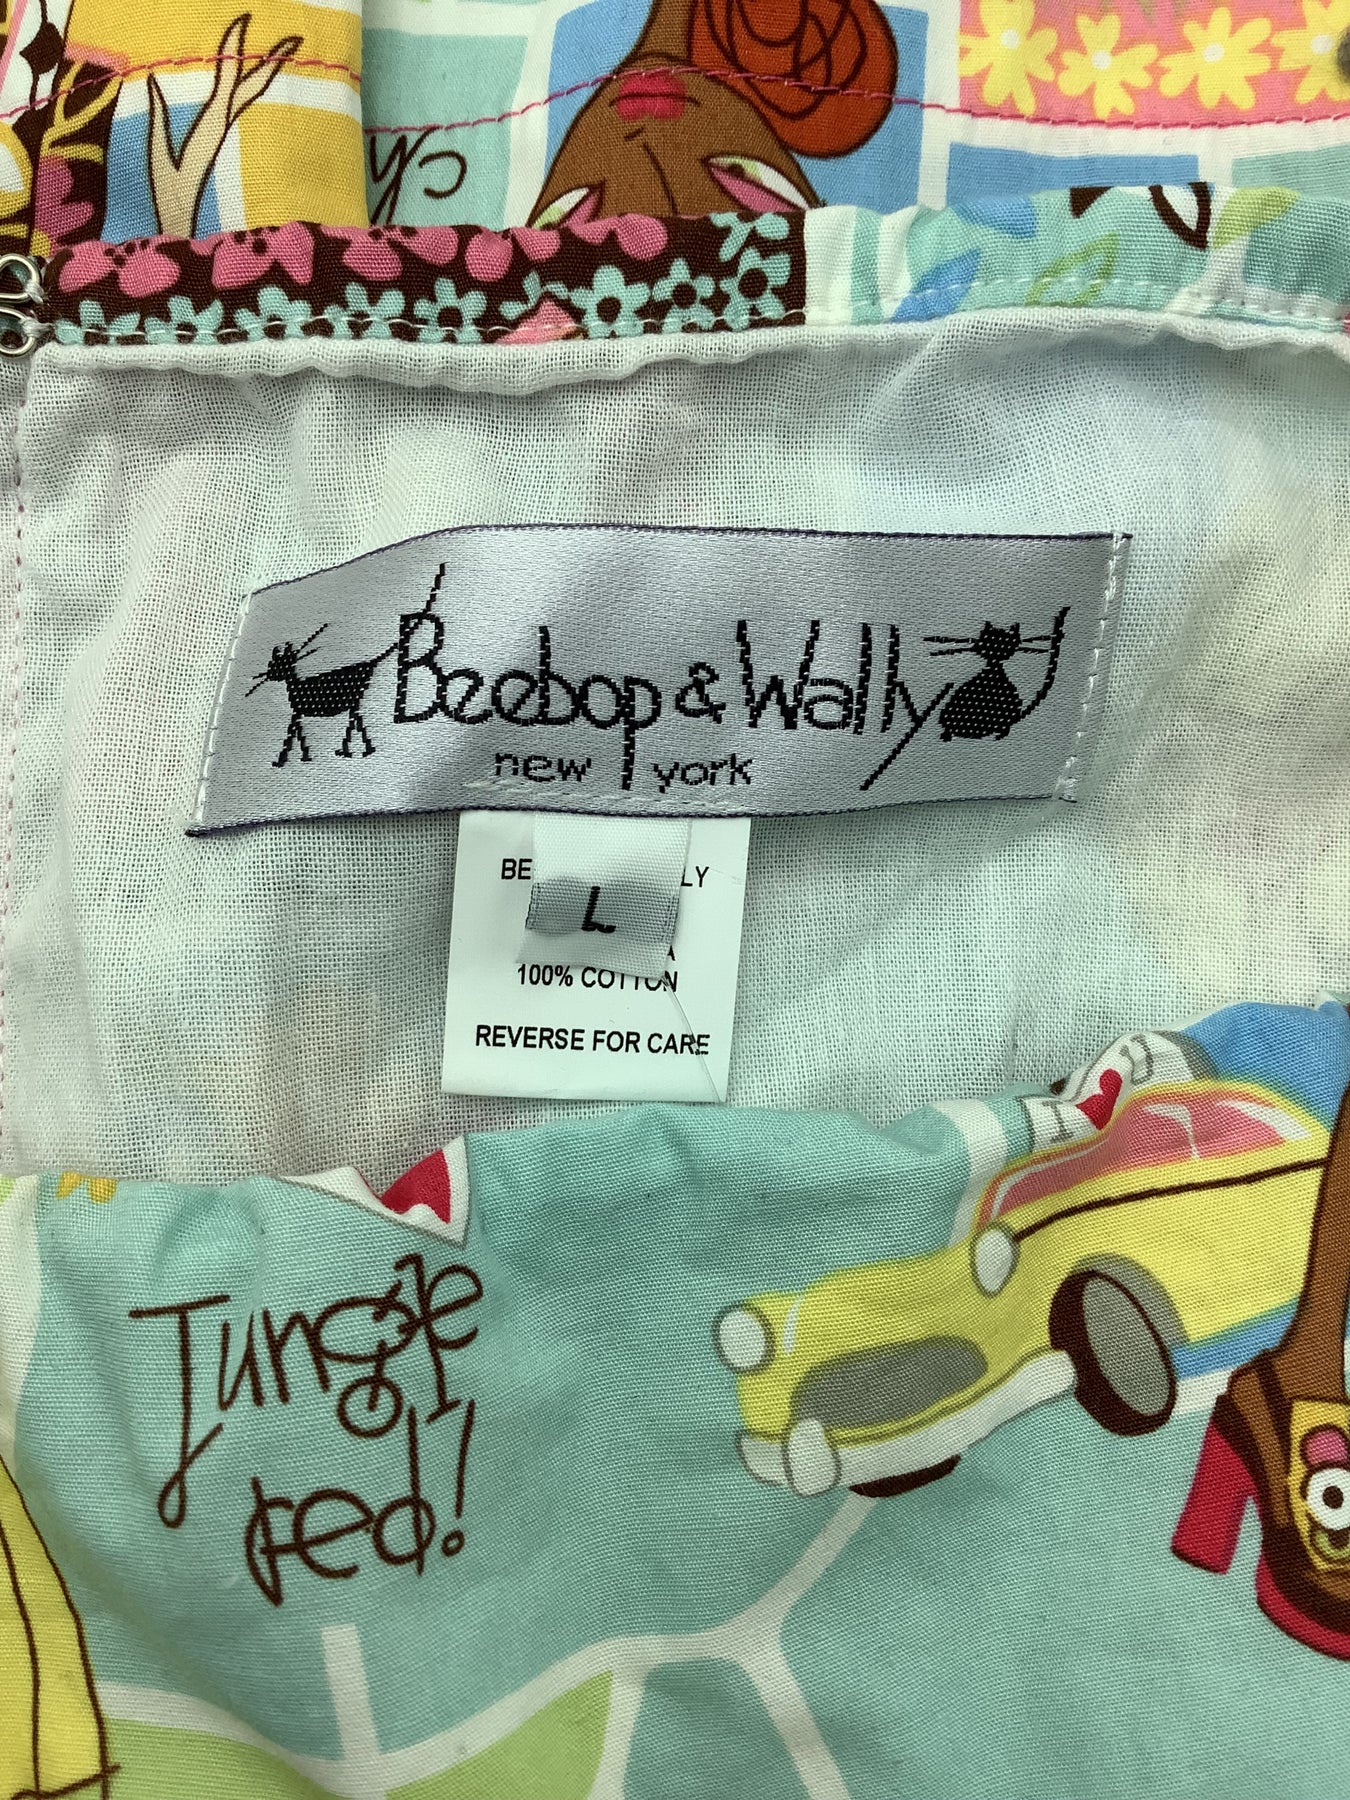 Beebop & Wally
new york
L
100% COTTON
REVERSE FOR CARE
I ♥
Jungle
red!